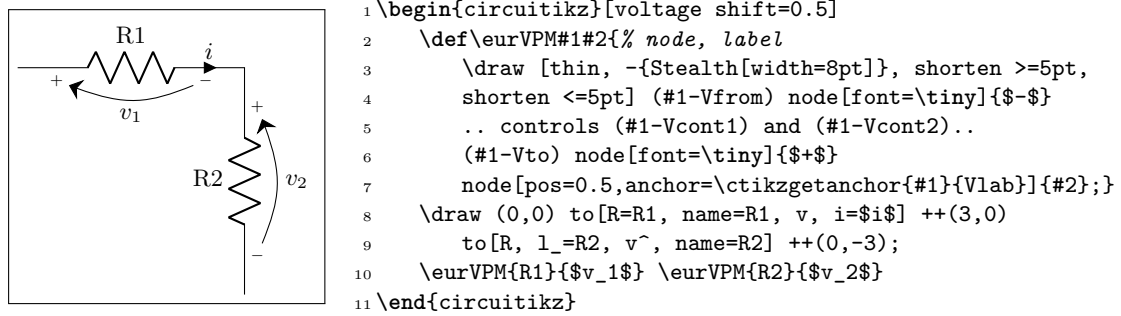 R1
i
+
−
v1
+
R2
v2
−
1 \begin{circuitikz}[voltage shift=0.5]
2 \def\eurVPM#1#2{% node, label
3 \draw [thin, -{Stealth[width=8pt]}, shorten >=5pt,
4 shorten <=5pt] (#1-Vfrom) node[font=\tiny]{$-$}
5 .. controls (#1-Vcont1) and (#1-Vcont2)..
6 (#1-Vto) node[font=\tiny]{$+$}
7 node[pos=0.5,anchor=\ctikzgetanchor{#1}{Vlab}]{#2};}
8 \draw (0,0) to[R=R1, name=R1, v, i=$i$] ++(3,0)
9 to[R, l_=R2, v^, name=R2] ++(0,-3);
10 \eurVPM{R1}{$v_1$} \eurVPM{R2}{$v_2$}
11 \end{circuitikz}